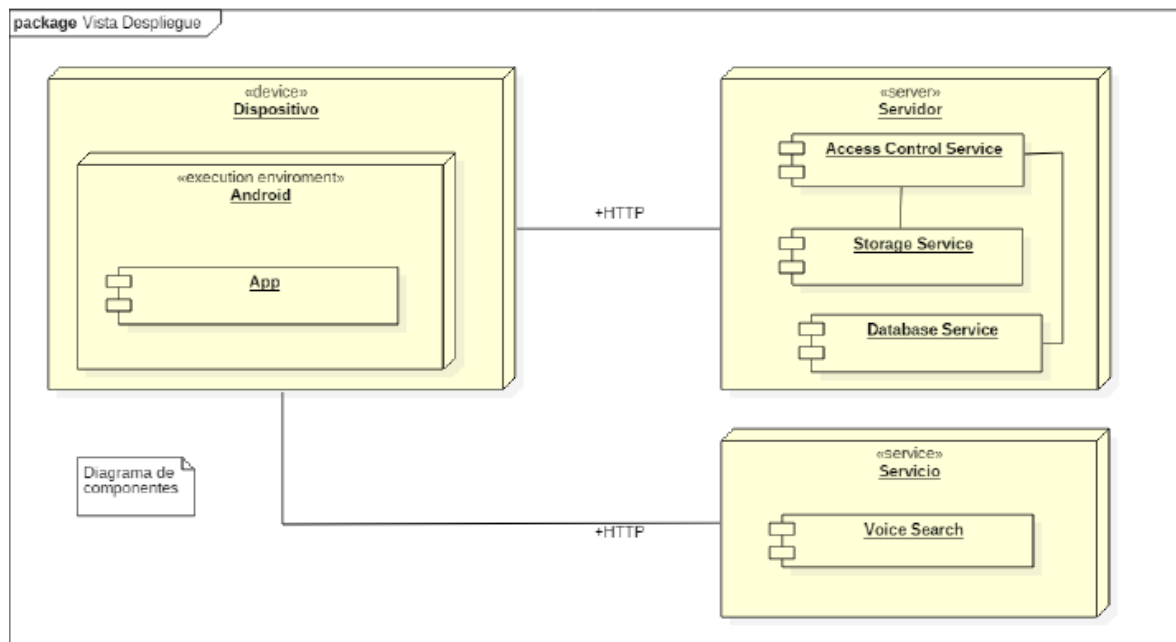 package Vista Despliegue
«device»
Dispositivo
«execution enviroment»
Android
App
+HTTP
«server»
Servidor
Access Control Service
Storage Service
Database Service
Diagrama de
componentes
+HTTP
«service»
Servicio
Voice Search